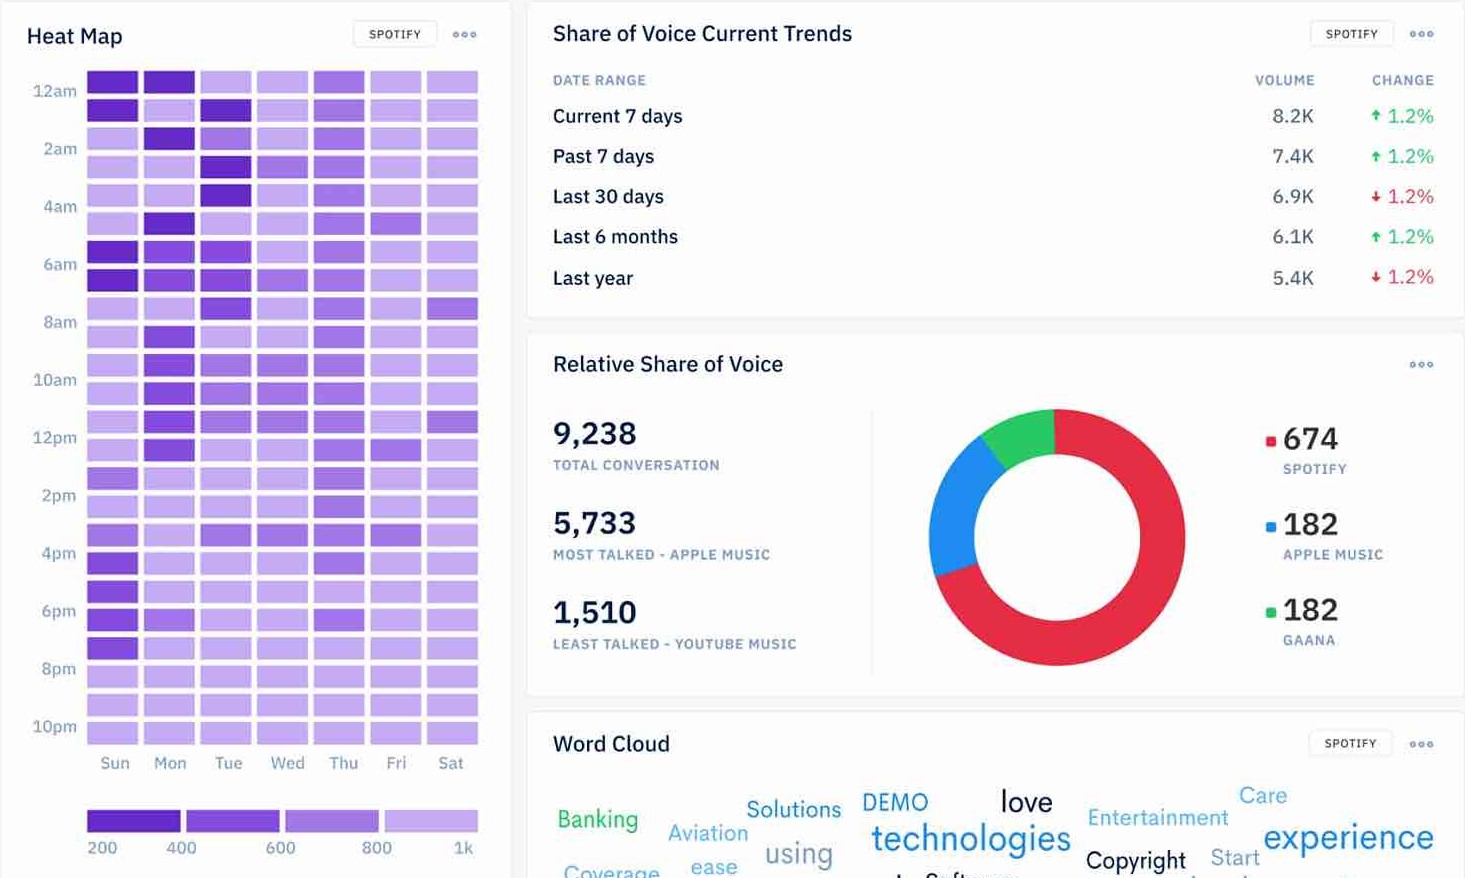 Heat Map
SPOTIFY
12am
2am
4am
6am
8am
10am
12pm
2pm
4pm
6pm
8pm
10pm
Sun Mon Tue Wed Thu Fri Sat
200 400 600 800 1k
Share of Voice Current Trends
SPOTIFY
DATE RANGE VOLUME CHANGE
Current 7 days 8.2K 1.2%
Past 7 days 7.4K 1.2%
Last 30 days 6.9K 1.2%
Last 6 months 6.1K 1.2%
Last year 5.4K 1.2%
Relative Share of Voice
9,238
TOTAL CONVERSATION
5,733
MOST TALKED - APPLE MUSIC
1,510
LEAST TALKED - YOUTUBE MUSIC
674
SPOTIFY
182
APPLE MUSIC
182
GAANA
Word Cloud
SPOTIFY
Banking
Aviation
Solutions
DEMO
love
Entertainment
Care
technologies
experience
using
Copyright
Start
Coverage
ease